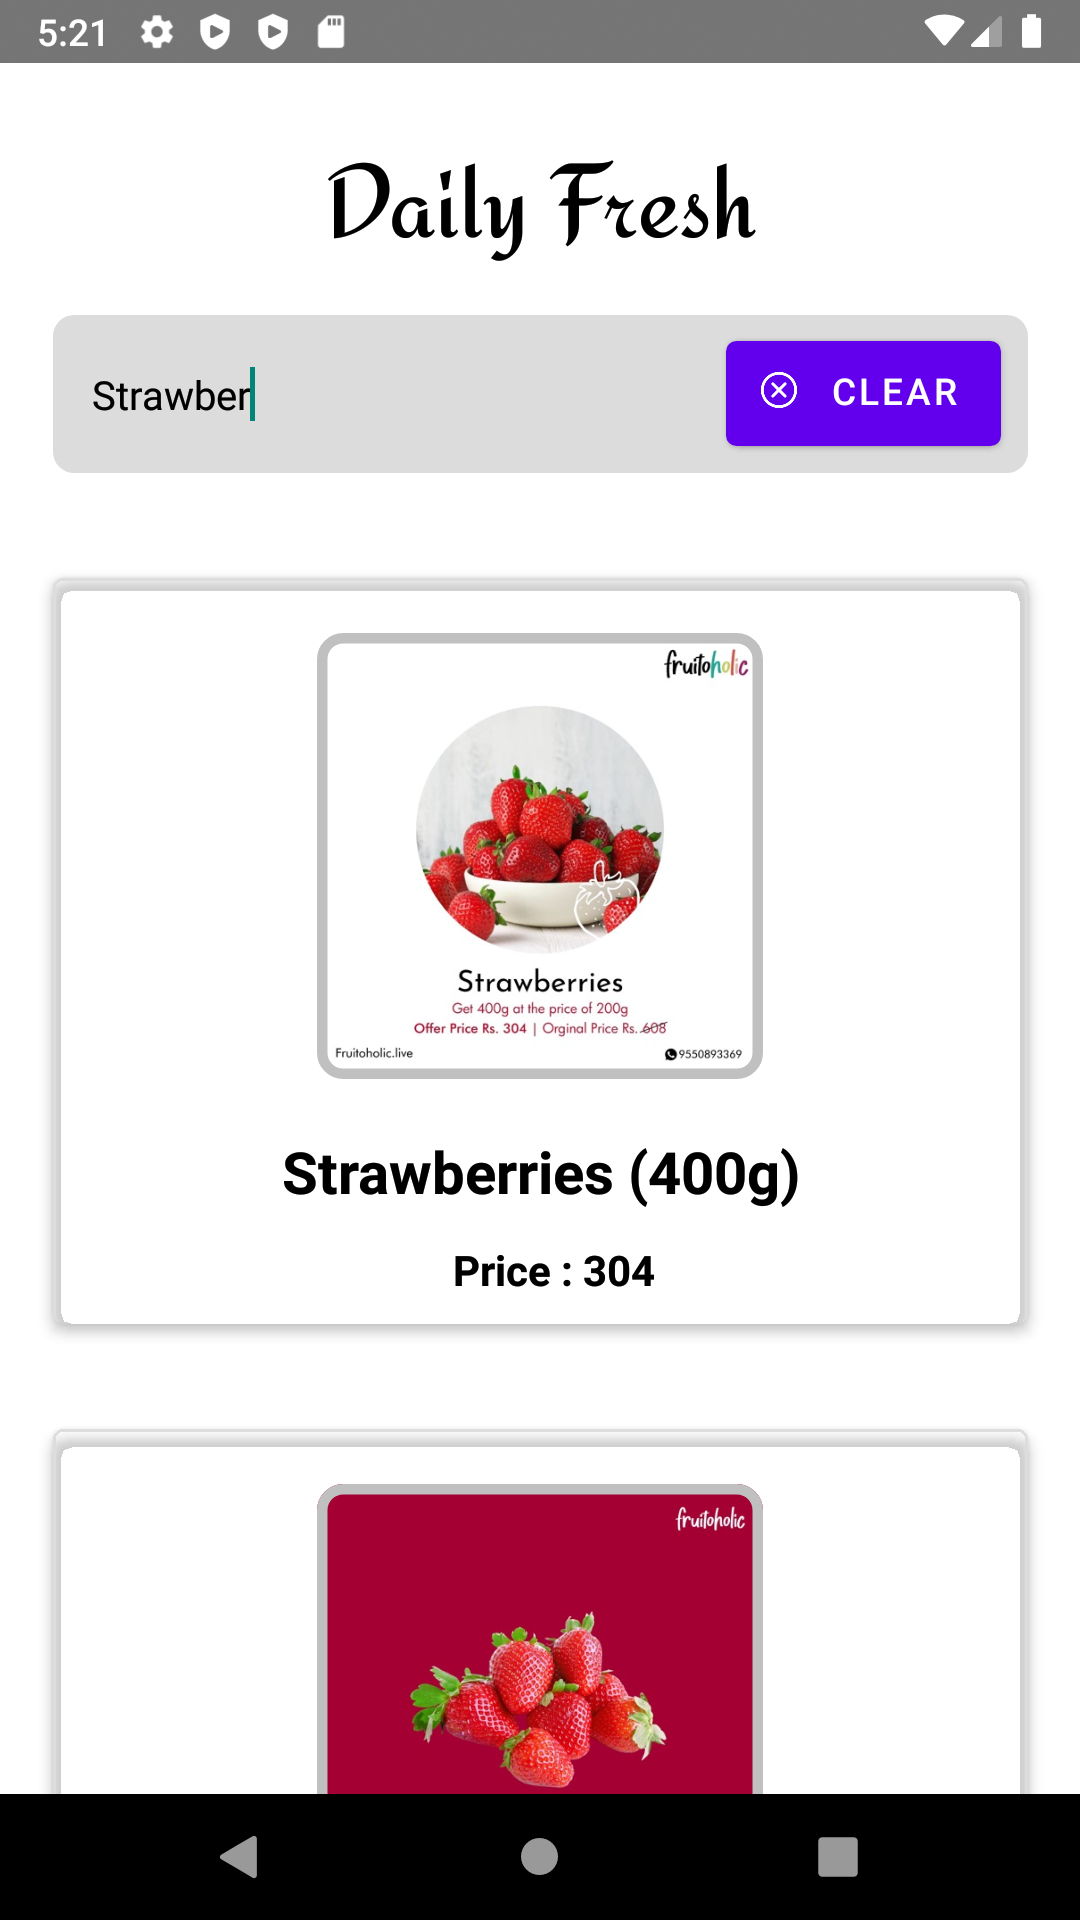 5:21
Daily Fresh
Strawber
CLEAR
fruitoholic
Strawberries
Get 400g at the price of 200g
Offer Price Rs. 304 | Orginal Price Rs. 608
Fruitoholic.live
9550893369
Strawberries (400g)
Price : 304
fruitoholic